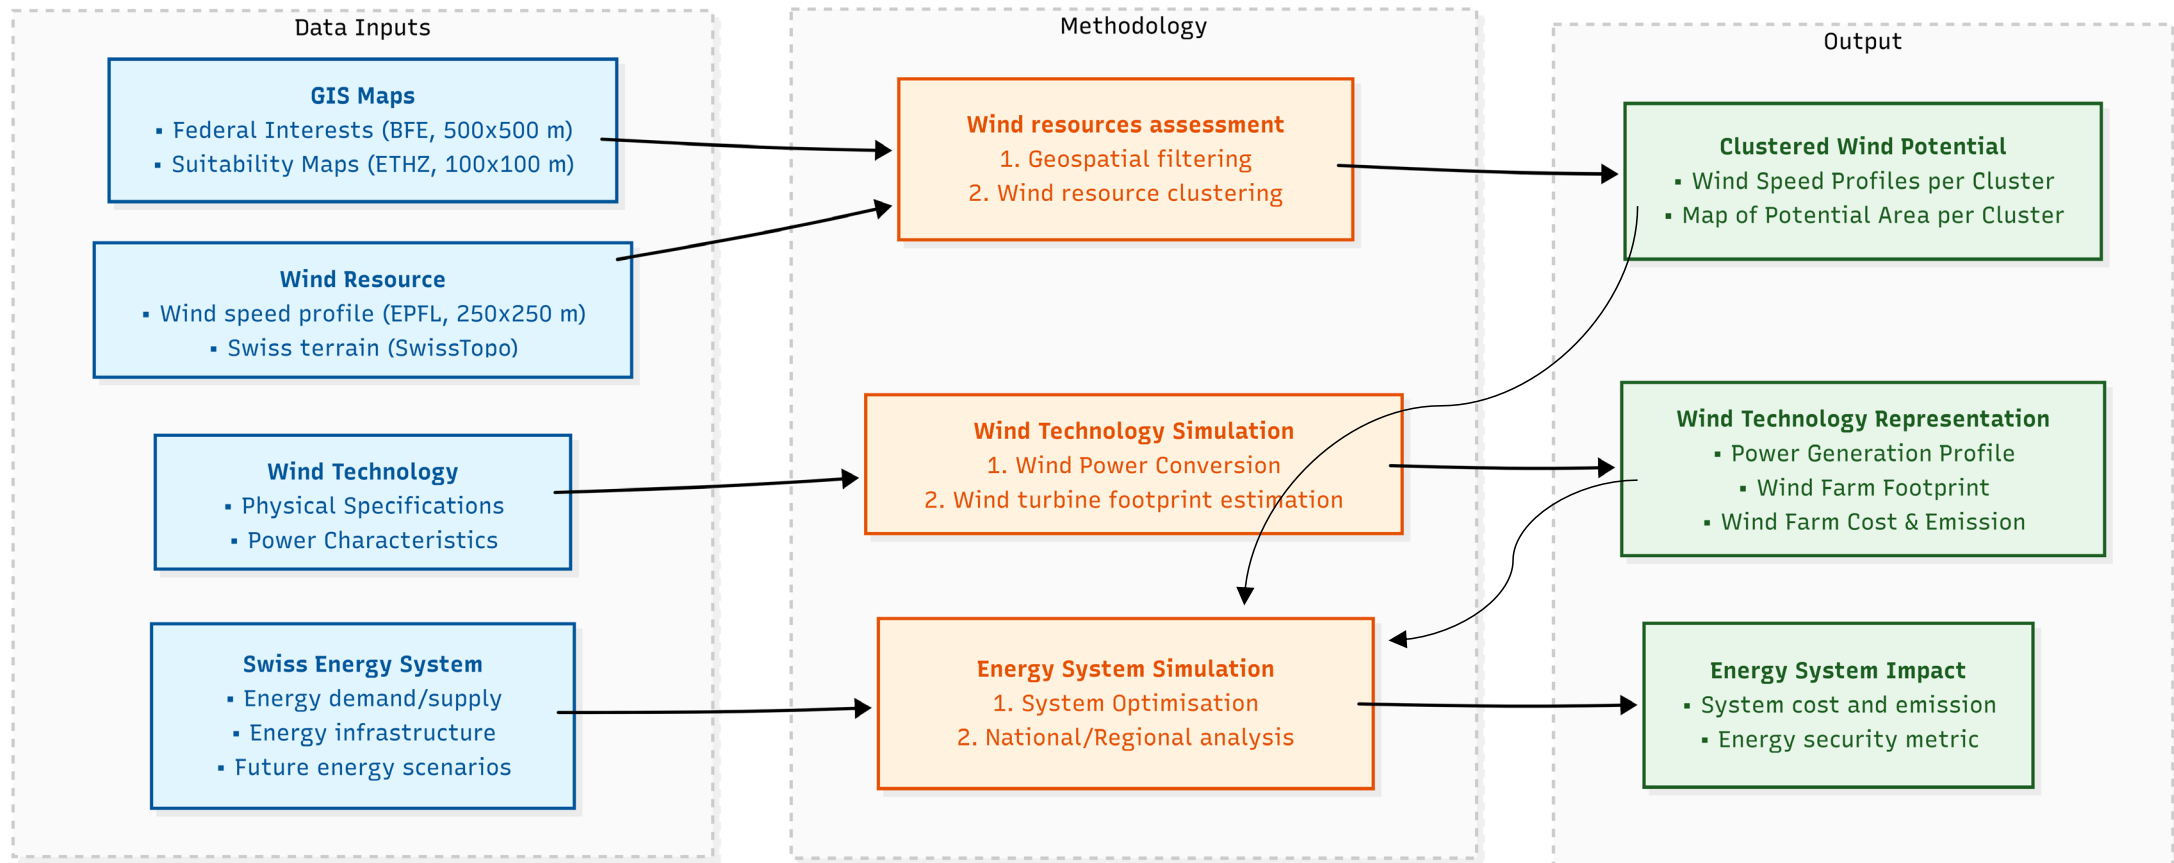 Data Inputs
GIS Maps
▪ Federal Interests (BFE, 500x500 m)
▪ Suitability Maps (ETHZ, 100x100 m)
Wind Resource
▪ Wind speed profile (EPFL, 250x250 m)
▪ Swiss terrain (SwissTopo)
Wind Technology
▪ Physical Specifications
▪ Power Characteristics
Swiss Energy System
▪ Energy demand/supply
▪ Energy infrastructure
▪ Future energy scenarios
Methodology
Wind resources assessment
1. Geospatial filtering
2. Wind resource clustering
Wind Technology Simulation
1. Wind Power Conversion
2. Wind turbine footprint estimation
Energy System Simulation
1. System Optimisation
2. National/Regional analysis
Output
Clustered Wind Potential
▪ Wind Speed Profiles per Cluster
▪ Map of Potential Area per Cluster
Wind Technology Representation
▪ Power Generation Profile
▪ Wind Farm Footprint
▪ Wind Farm Cost & Emission
Energy System Impact
▪ System cost and emission
▪ Energy security metric